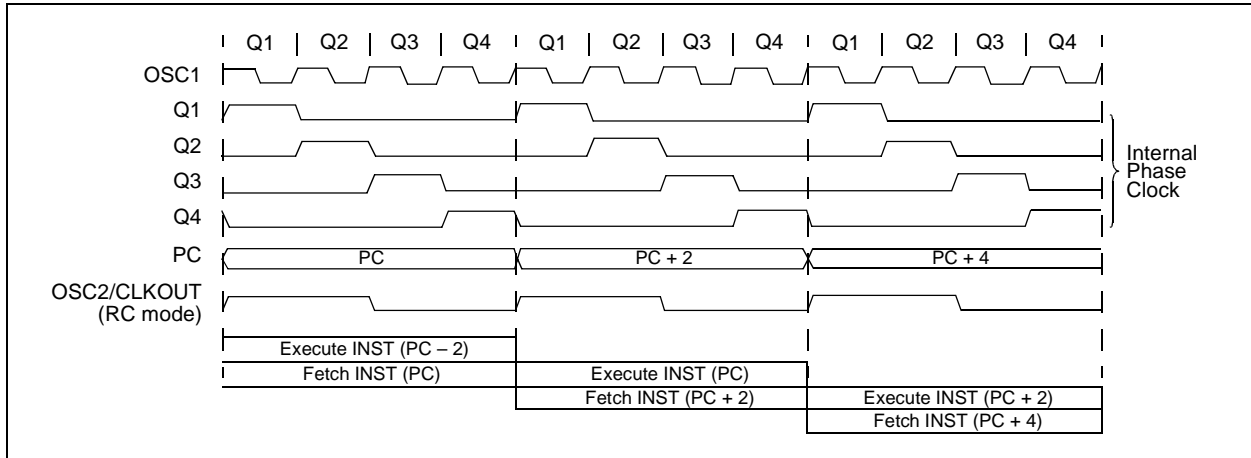 Q1 Q2 Q3 Q4 Q1 Q2 Q3 Q4 Q1 Q2 Q3 Q4
OSC1
Q1
Q2
Q3
Q4
Internal
Phase
Clock
PC PC PC + 2 PC + 4
OSC2/CLKOUT
(RC mode)
Execute INST (PC – 2)
Fetch INST (PC) Execute INST (PC)
Fetch INST (PC + 2) Execute INST (PC + 2)
Fetch INST (PC + 4)